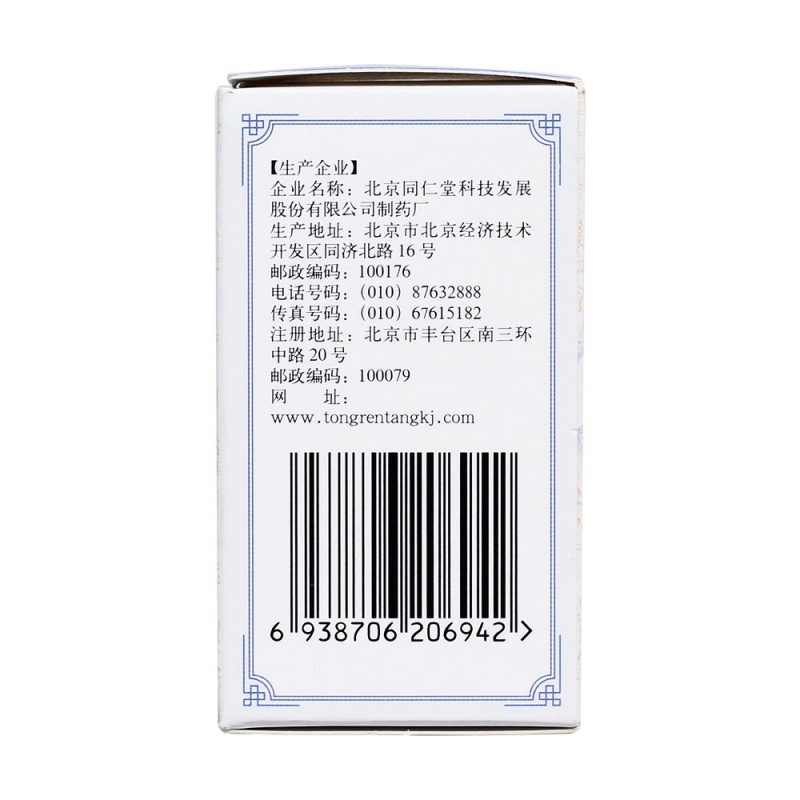 【生产企业】
企业名称：北京同仁堂科技发展
股份有限公司制药厂
生产地址：北京市北京经济技术
开发区同济北路16号
邮政编码：100176
电话号码：（010）87632888
传真号码：（010）67615182
注册地址：北京市丰台区南三环
中路20号
邮政编码：100079
网　　址：
www.tongrentangkj.com
6 938706 206942 >